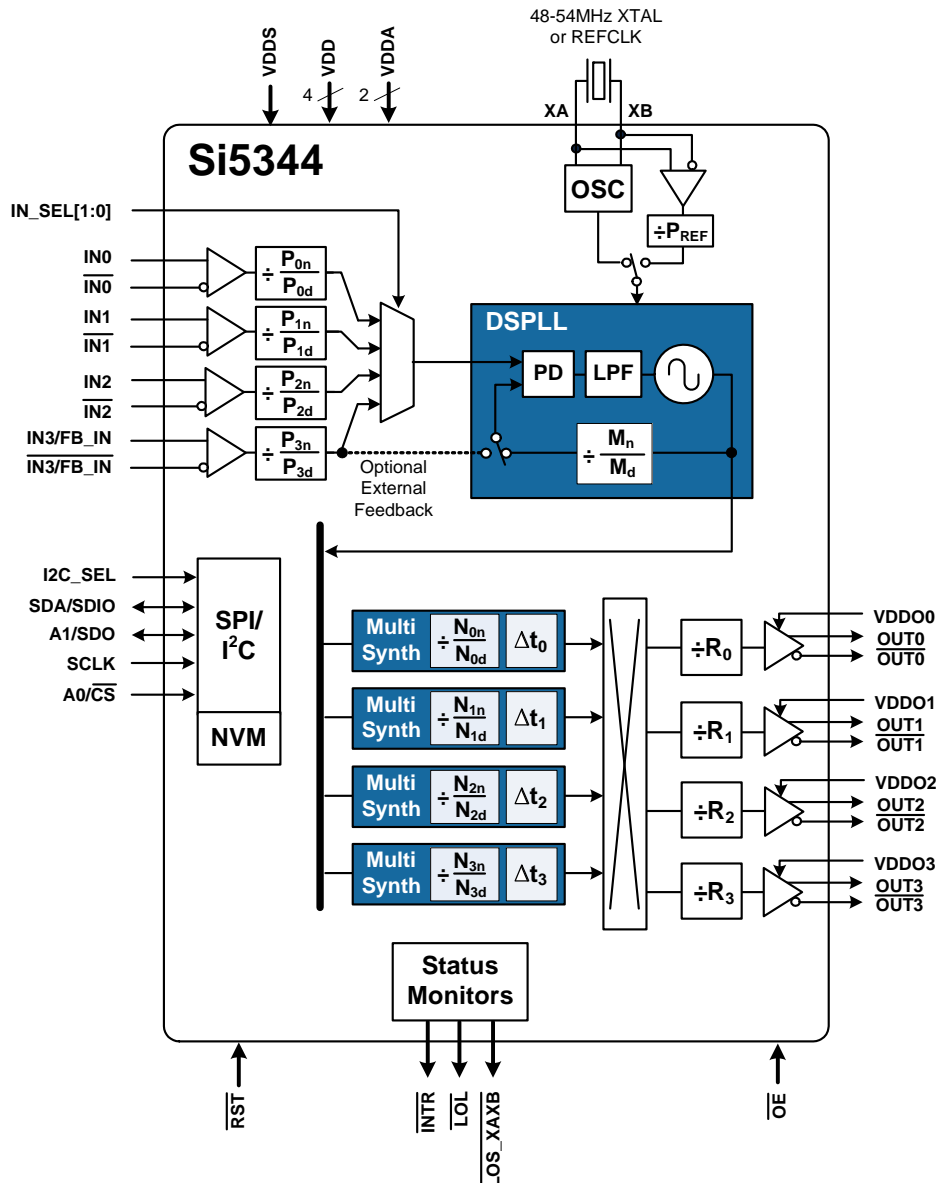 48-54MHz XTAL
or REFCLK
VDDS
VDD
VDDA
4
2
XA
XB
Si5344
OSC
÷PREF
IN_SEL[1:0]
IN0
IN0
÷ P0n
P0d
IN1
IN1
÷ P1n
P1d
IN2
IN2
÷ P2n
P2d
IN3/FB_IN
IN3/FB_IN
÷ P3n
P3d
DSPLL
PD
LPF
÷ Mn
Md
Optional
External
Feedback
I2C_SEL
SDA/SDIO
A1/SDO
SCLK
A0/CS
SPI/
I²C
NVM
Multi
Synth
÷ N0n
N0d
Δt0
Multi
Synth
÷ N1n
N1d
Δt1
Multi
Synth
÷ N2n
N2d
Δt2
Multi
Synth
÷ N3n
N3d
Δt3
÷R0
÷R1
÷R2
÷R3
VDDO0
OUT0
OUT0
VDDO1
OUT1
OUT1
VDDO2
OUT2
OUT2
VDDO3
OUT3
OUT3
Status
Monitors
RST
INTR
LOL
LOS_XAXB
OE